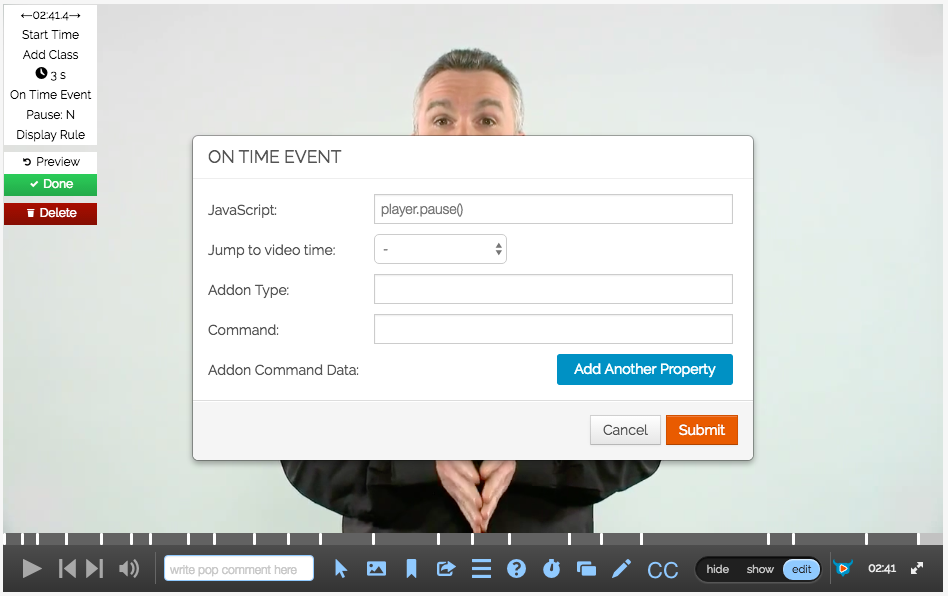 ←02:41.4→
Start Time
Add Class
3 s
On Time Event
Pause: N
Display Rule
Preview
Done
Delete
ON TIME EVENT
JavaScript: player.pause()
Jump to video time: -
Addon Type:
Command:
Addon Command Data: Add Another Property
Cancel Submit
write pop comment here CC hide show edit 02:41